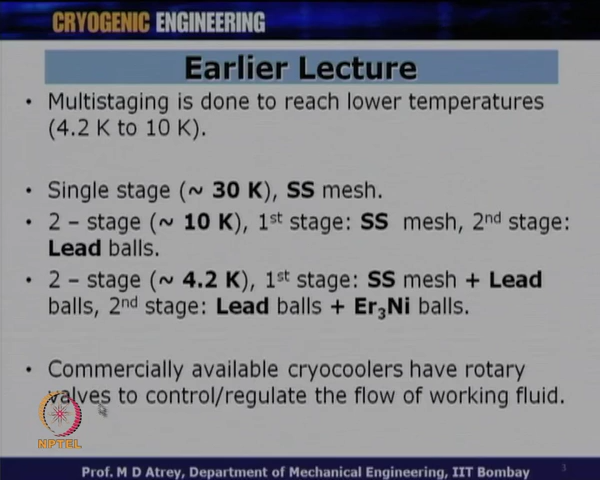 CRYOGENIC ENGINEERING
Earlier Lecture
• Multistaging is done to reach lower temperatures
(4.2 K to 10 K).
• Single stage (~ 30 K), SS mesh.
• 2 – stage (~ 10 K), 1st stage: SS mesh, 2nd stage:
Lead balls.
• 2 – stage (~ 4.2 K), 1st stage: SS mesh + Lead
balls, 2nd stage: Lead balls + Er₃Ni balls.
• Commercially available cryocoolers have rotary
valves to control/regulate the flow of working fluid.
NPTEL
Prof. M D Atrey, Department of Mechanical Engineering, IIT Bombay
3